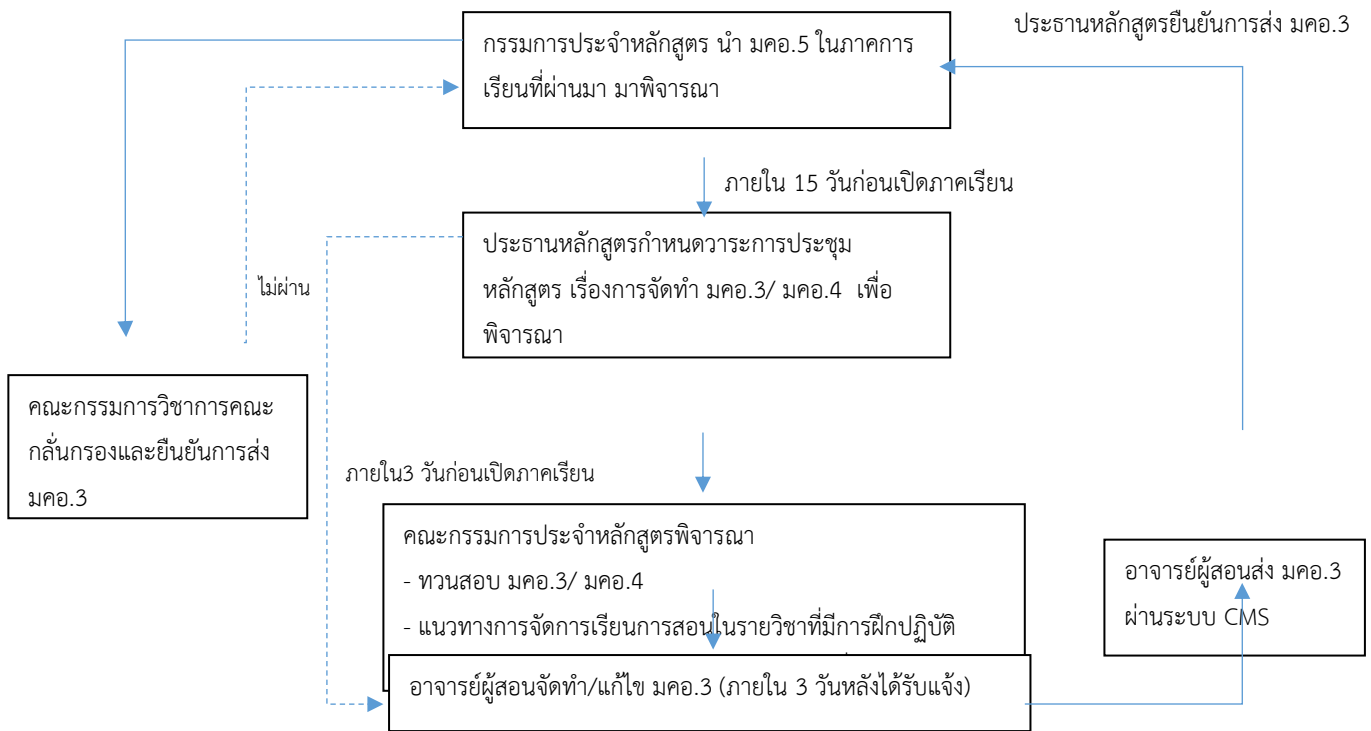 ประธานหลักสูตรยืนยันการส่ง มคอ.3
กรรมการประจำหลักสูตร นำ มคอ.5 ในภาคการ
เรียนที่ผ่านมา มาพิจารณา
ภายใน 15 วันก่อนเปิดภาคเรียน
ประธานหลักสูตรกำหนดวาระการประชุม
หลักสูตร เรื่องการจัดทำ มคอ.3/ มคอ.4 เพื่อ
พิจารณา
ไม่ผ่าน
คณะกรรมการวิชาการคณะ
กลั่นกรองและยืนยันการส่ง
มคอ.3
ภายใน3 วันก่อนเปิดภาคเรียน
คณะกรรมการประจำหลักสูตรพิจารณา
- ทวนสอบ มคอ.3/ มคอ.4
- แนวทางการจัดการเรียนการสอนในรายวิชาที่มีการฝึกปฏิบัติ
อาจารย์ผู้สอนจัดทำ/แก้ไข มคอ.3 (ภายใน 3 วันหลังได้รับแจ้ง)
อาจารย์ผู้สอนส่ง มคอ.3
ผ่านระบบ CMS